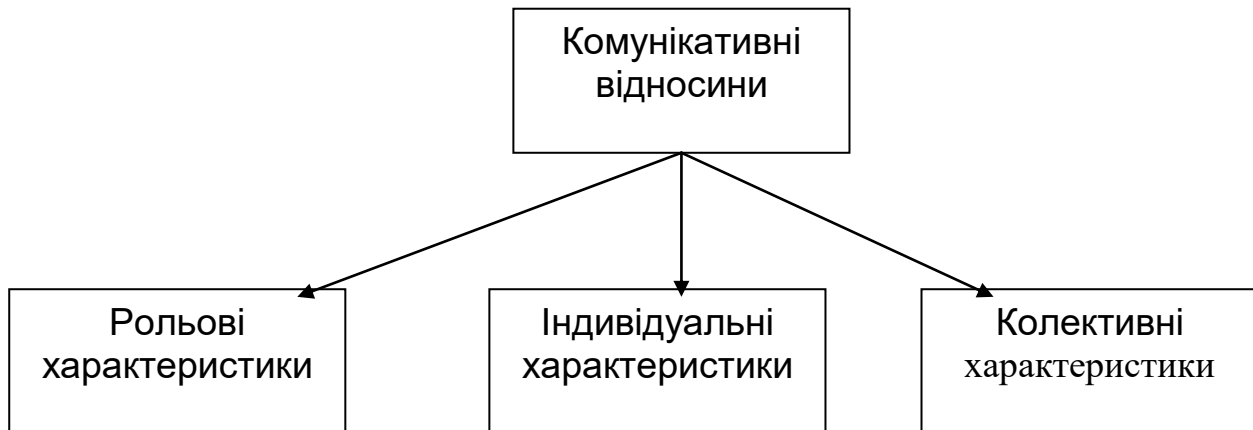 Комунікативні
відносини
Рольові
характеристики
Індивідуальні
характеристики
Колективні
характеристики